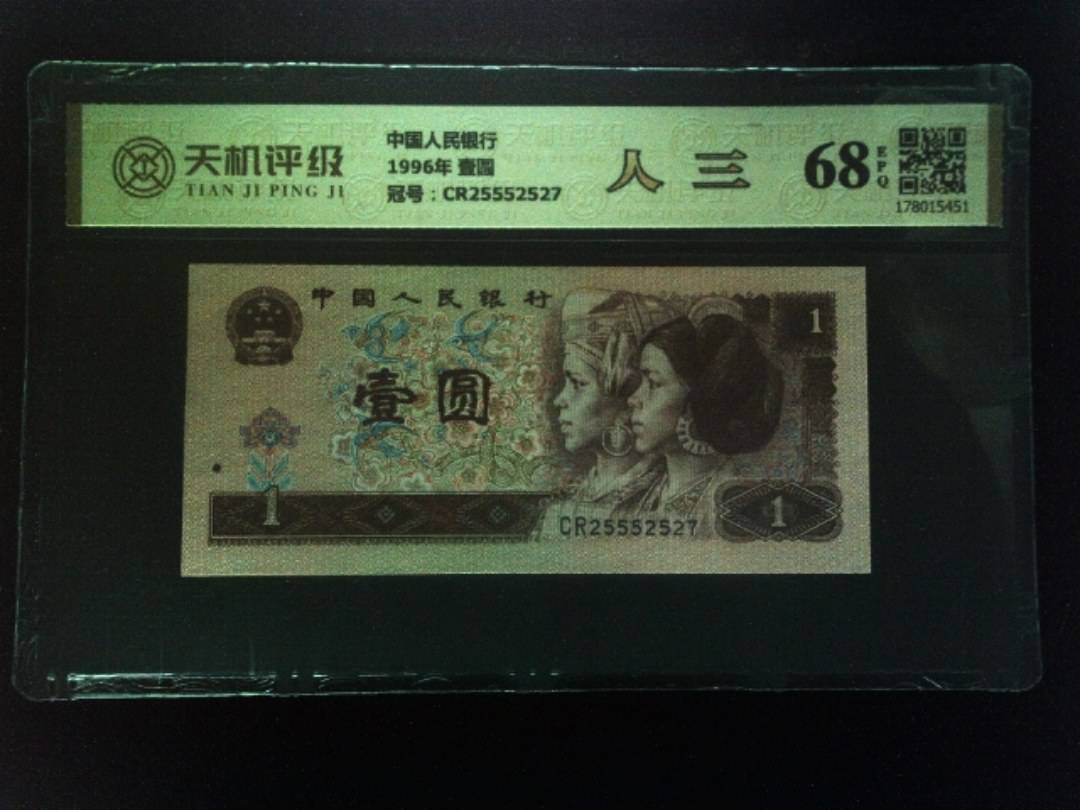 天机评级
TIAN JI PING JI
中国人民银行
1996年 壹圆
冠号：CR25552527
人 三
68
EPQ
178015451
中国人民银行
1
壹圆
1
CR25552527
1